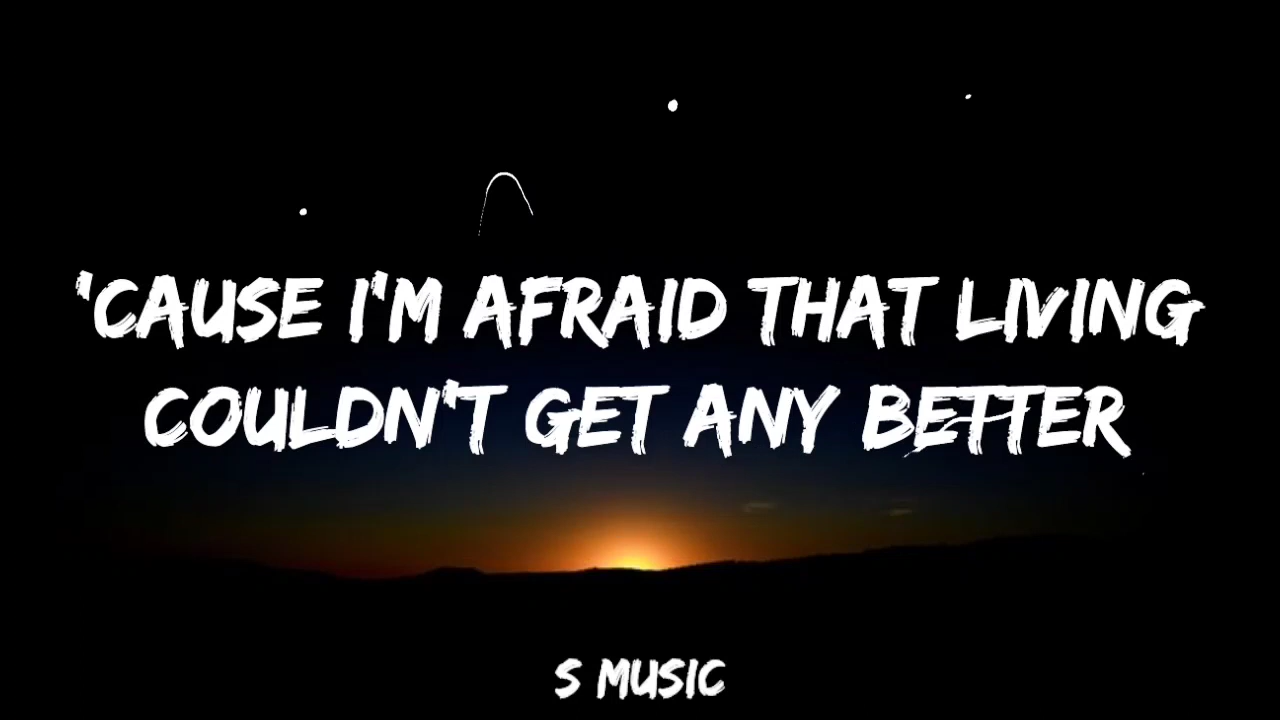 'CAUSE I'M AFRAID THAT LIVING
COULDN'T GET ANY BETTER
S MUSIC